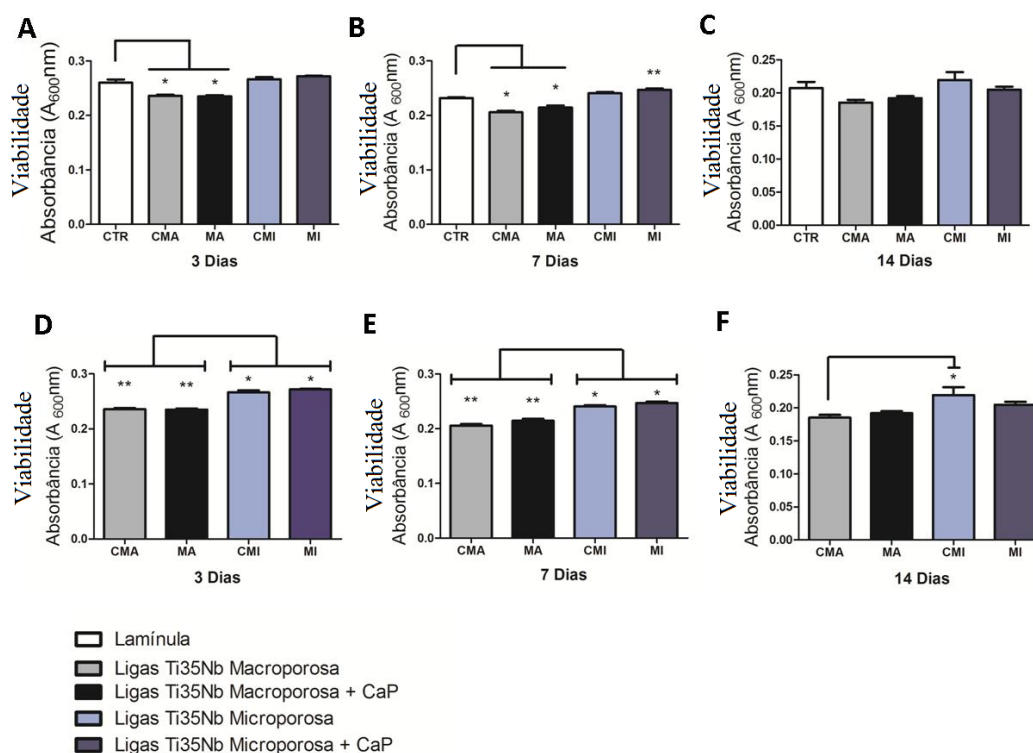 A
Viabilidade
Absorbância (A600nm)
0.3
0.2
0.1
0.0
* *
CTR CMA MA CMI MI
3 Dias
B
Viabilidade
Absorbância (A 600nm)
0.3
0.2
0.1
0.0
* * **
CTR CMA MA CMI MI
7 Dias
C
Viabilidade
Absorbância (A 600nm)
0.25
0.20
0.15
0.10
0.05
0.00
CTR CMA MA CMI MI
14 Dias
D
Viabilidade
Absorbância (A 600nm)
0.3
0.2
0.1
0.0
** ** * *
CMA MA CMI MI
3 Dias
E
Viabilidade
Absorbância (A 600nm)
0.3
0.2
0.1
0.0
** ** * *
CMA MA CMI MI
7 Dias
F
Viabilidade
Absorbância (A 600nm)
0.25
0.20
0.15
0.10
0.05
0.00
*
CMA MA CMI MI
14 Dias
Lamínula
Ligas Ti35Nb Macroporosa
Ligas Ti35Nb Macroporosa + CaP
Ligas Ti35Nb Microporosa
Ligas Ti35Nb Microporosa + CaP